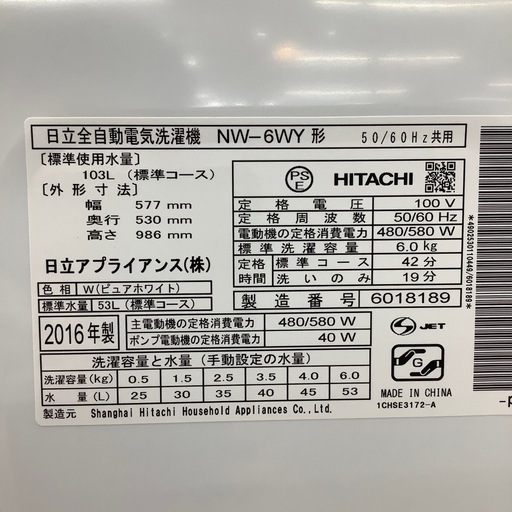 日立全自動電気洗濯機 NW-6WY形 50/60Hz共用
〔標準使用水量〕
103L (標準コース)
〔外形寸法〕
幅 577 mm
奥行 530 mm
高さ 986 mm
日立アプライアンス(株)
色相 W(ピュアホワイト)
標準水量 53L (標準コース)
PS
E
HITACHI
定格電圧 100 V
定格周波数 50/60 Hz
電動機の定格消費電力 480/580 W
標準洗濯容量 6.0kg
定格 標準コース 42分
時間 洗いのみ 19分
製造番号 6018189
2016年製
主電動機の定格消費電力 480/580 W
ポンプ電動機の定格消費電力 40 W
S JET
洗濯容量と水量 (手動設定の水量)
洗濯容量(kg) 0.5 1.5 2.5 3.5 4.0 6.0
水量(L) 25 30 35 40 45 53
製造元 Shanghai Hitachi Household Appliances Co.,Ltd.
G
MADE IN CHINA
1CHSE3172-A
*4902530110449/6018189*